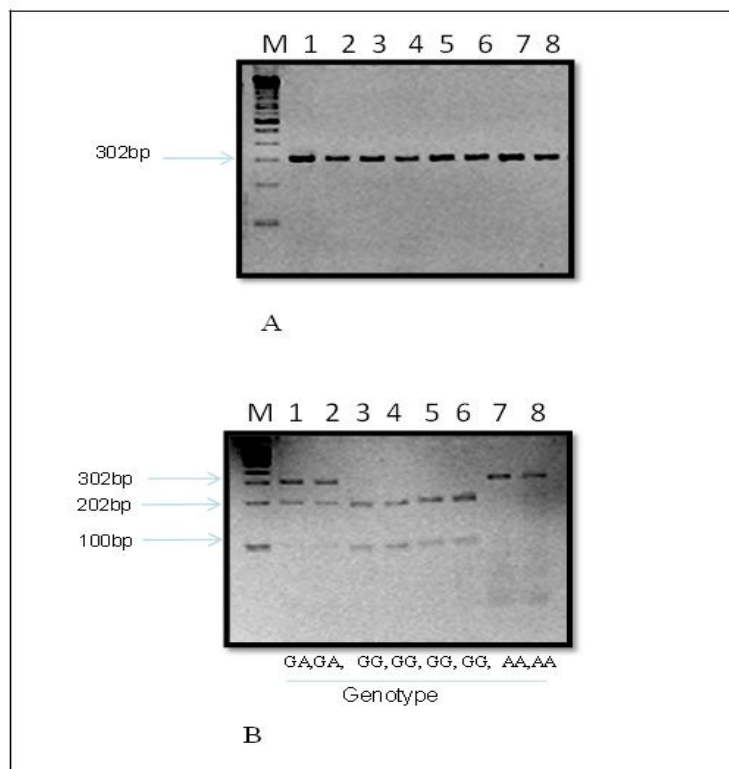 M 1 2 3 4 5 6 7 8
302bp
A
M 1 2 3 4 5 6 7 8
302bp
202bp
100bp
GA,GA, GG, GG, GG, GG, AA,AA
Genotype
B